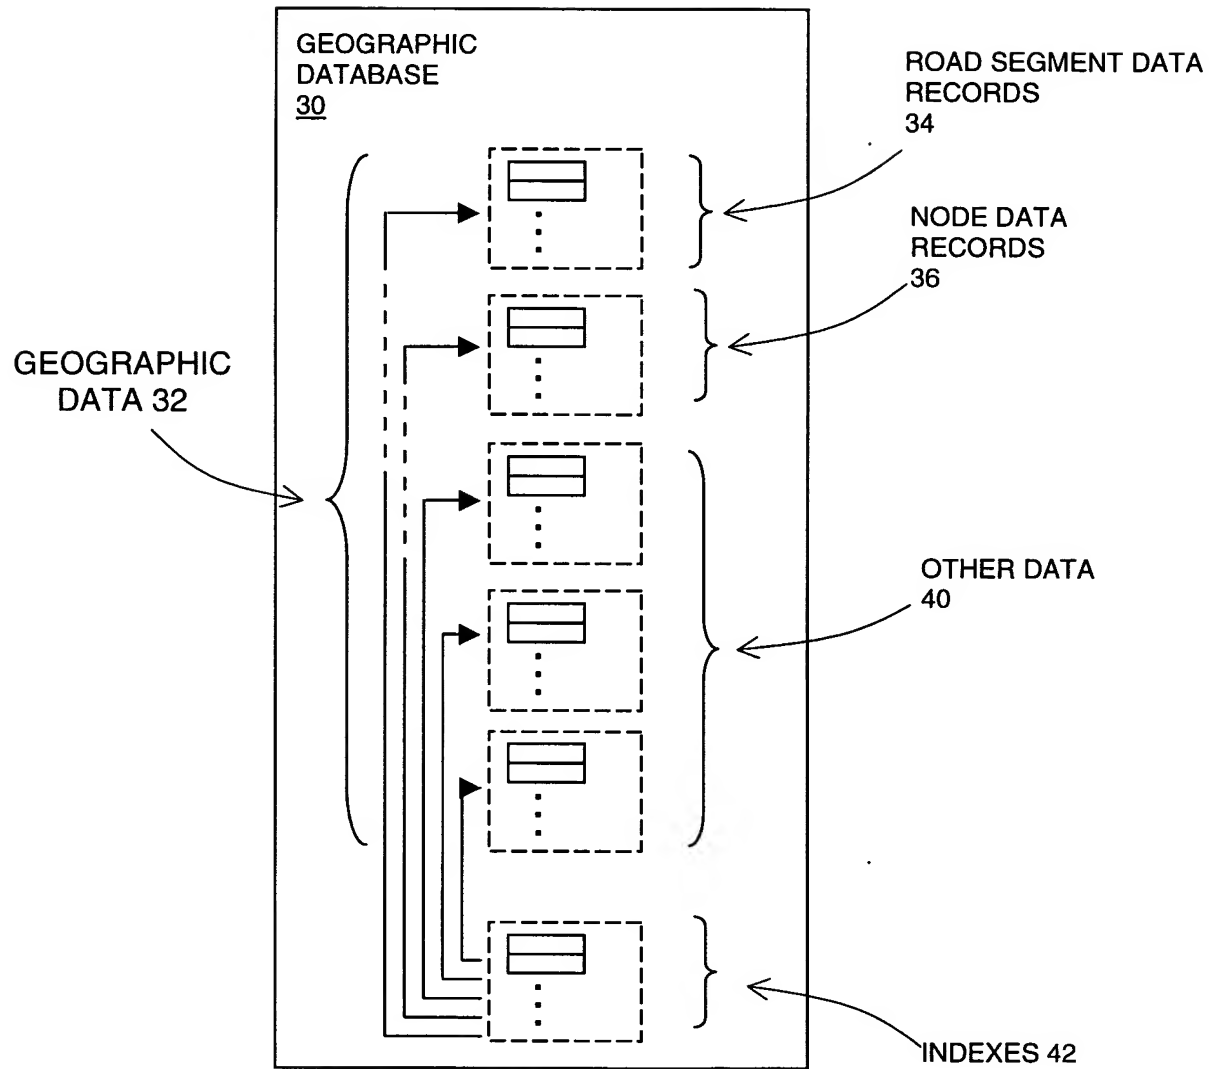 GEOGRAPHIC
DATABASE
30
ROAD SEGMENT DATA
RECORDS
34
NODE DATA
RECORDS
36
GEOGRAPHIC
DATA 32
OTHER DATA
40
INDEXES 42